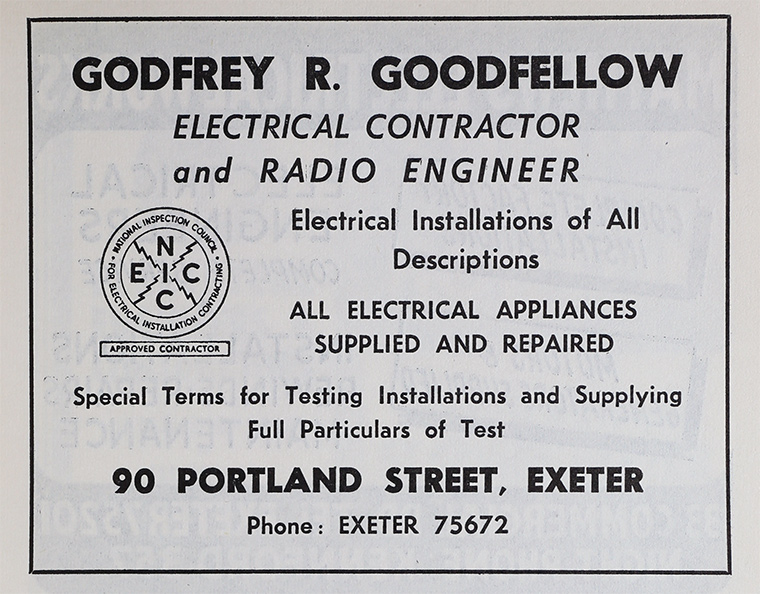 GODFREY R. GOODFELLOW
ELECTRICAL CONTRACTOR
and RADIO ENGINEER
NATIONAL INSPECTION COUNCIL
• FOR ELECTRICAL INSTALLATION CONTRACTING •
N
EIC
C
APPROVED CONTRACTOR
Electrical Installations of All
Descriptions
ALL ELECTRICAL APPLIANCES
SUPPLIED AND REPAIRED
Special Terms for Testing Installations and Supplying
Full Particulars of Test
90 PORTLAND STREET, EXETER
Phone: EXETER 75672